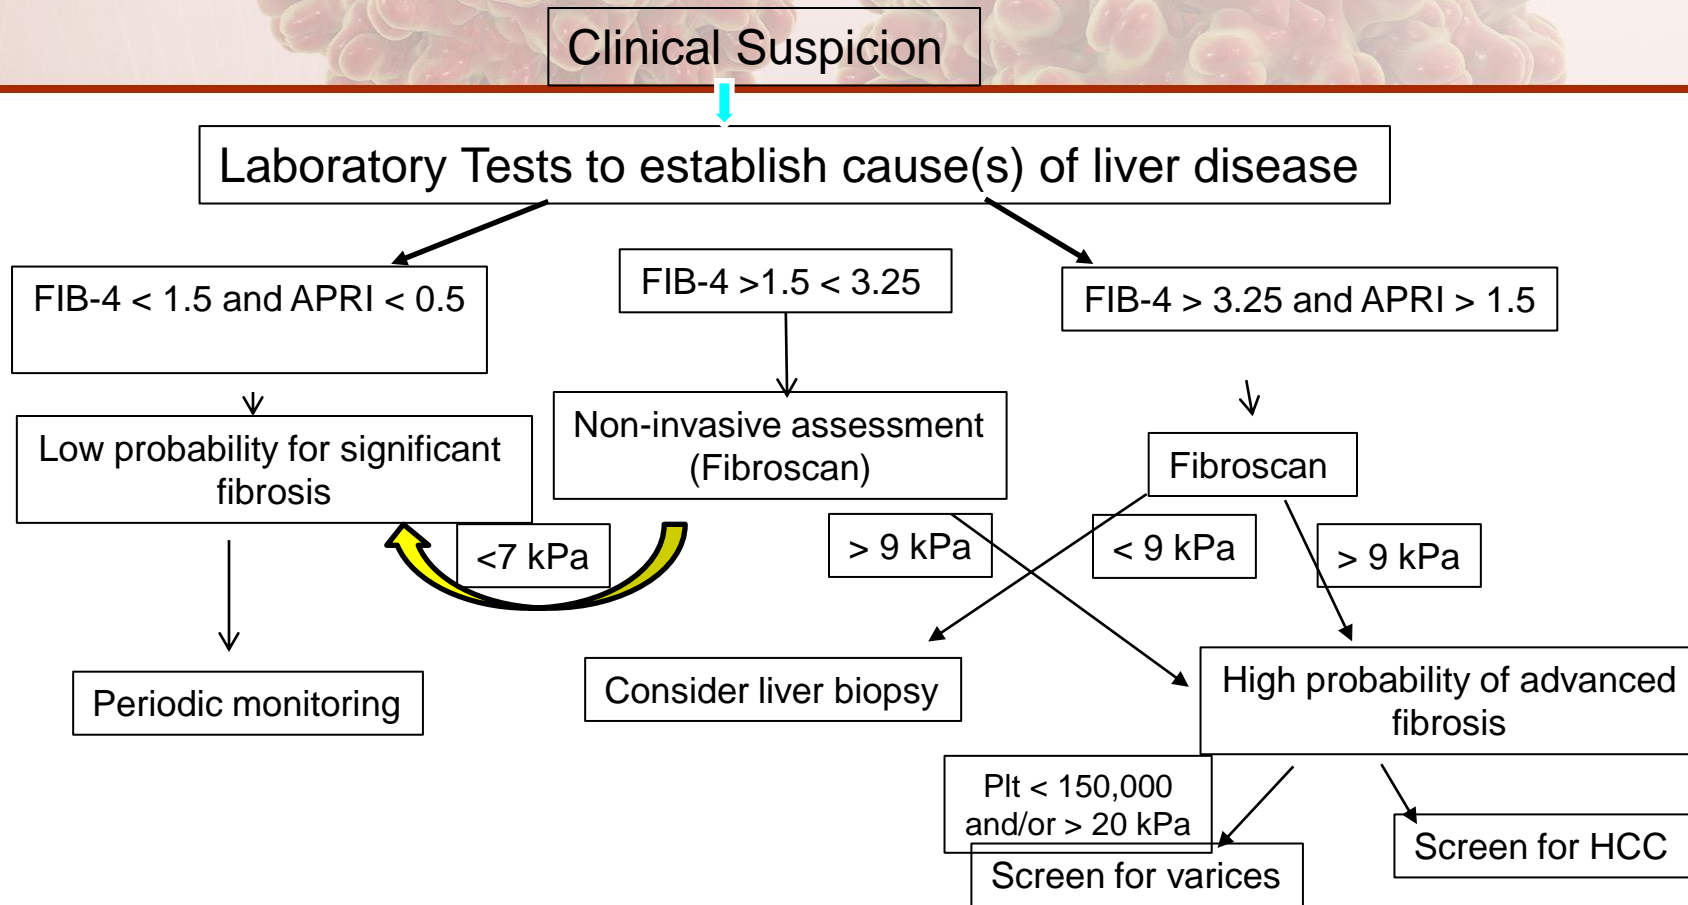 Clinical Suspicion
Laboratory Tests to establish cause(s) of liver disease
FIB-4 < 1.5 and APRI < 0.5
FIB-4 >1.5 < 3.25
FIB-4 > 3.25 and APRI > 1.5
Low probability for significant
fibrosis
Non-invasive assessment
(Fibroscan)
Fibroscan
<7 kPa
> 9 kPa
< 9 kPa
> 9 kPa
Periodic monitoring
Consider liver biopsy
High probability of advanced
fibrosis
Plt < 150,000
and/or > 20 kPa
Screen for varices
Screen for HCC